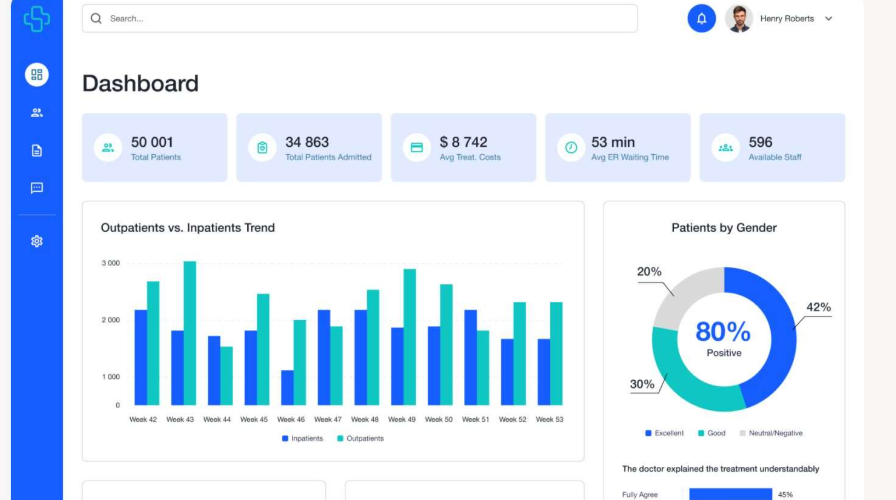 Search...
Henry Roberts
Dashboard
50 001
Total Patients
34 863
Total Patients Admitted
$ 8 742
Avg Treat. Costs
53 min
Avg ER Waiting Time
596
Available Staff
Outpatients vs. Inpatients Trend
3 000
2 000
1 000
0
Week 42 Week 43 Week 44 Week 45 Week 46 Week 47 Week 48 Week 49 Week 50 Week 51 Week 52 Week 53
Inpatients Outpatients
Patients by Gender
20%
42%
80%
Positive
30%
Excellent Good Neutral/Negative
The doctor explained the treatment understandably
Fully Agree 45%